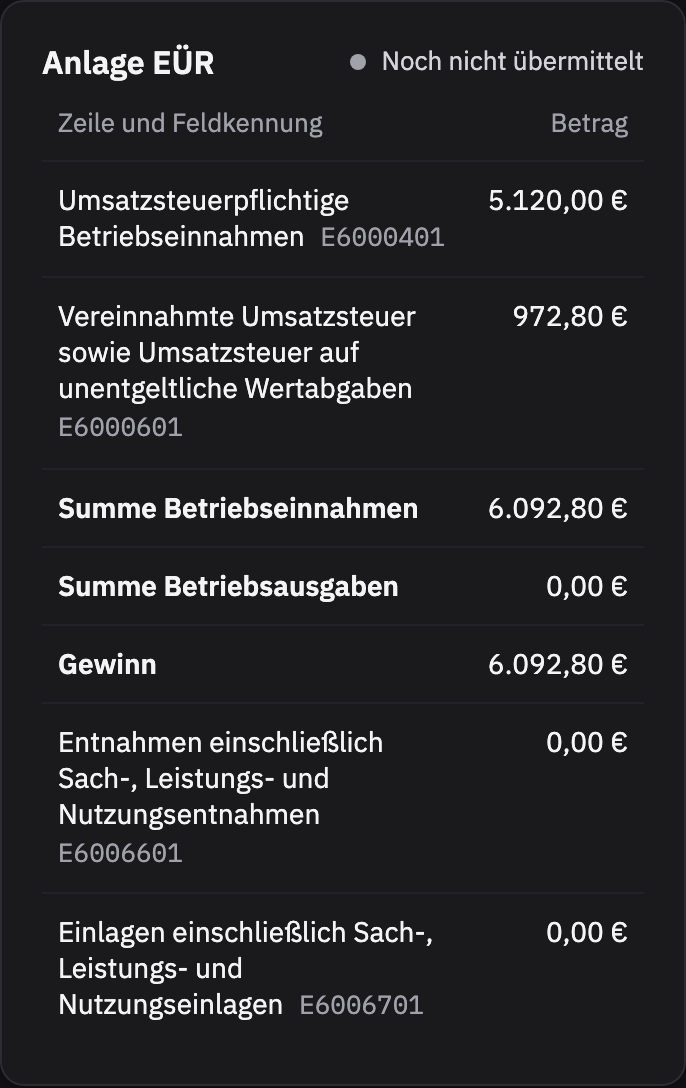 Anlage EÜR
Noch nicht übermittelt
Zeile und Feldkennung Betrag
Umsatzsteuerpflichtige 5.120,00 €
Betriebseinnahmen E6000401
Vereinnahmte Umsatzsteuer 972,80 €
sowie Umsatzsteuer auf
unentgeltliche Wertabgaben
E6000601
Summe Betriebseinnahmen 6.092,80 €
Summe Betriebsausgaben 0,00 €
Gewinn 6.092,80 €
Entnahmen einschließlich 0,00 €
Sach-, Leistungs- und
Nutzungsentnahmen
E6006601
Einlagen einschließlich Sach-, 0,00 €
Leistungs- und
Nutzungseinlagen E6006701